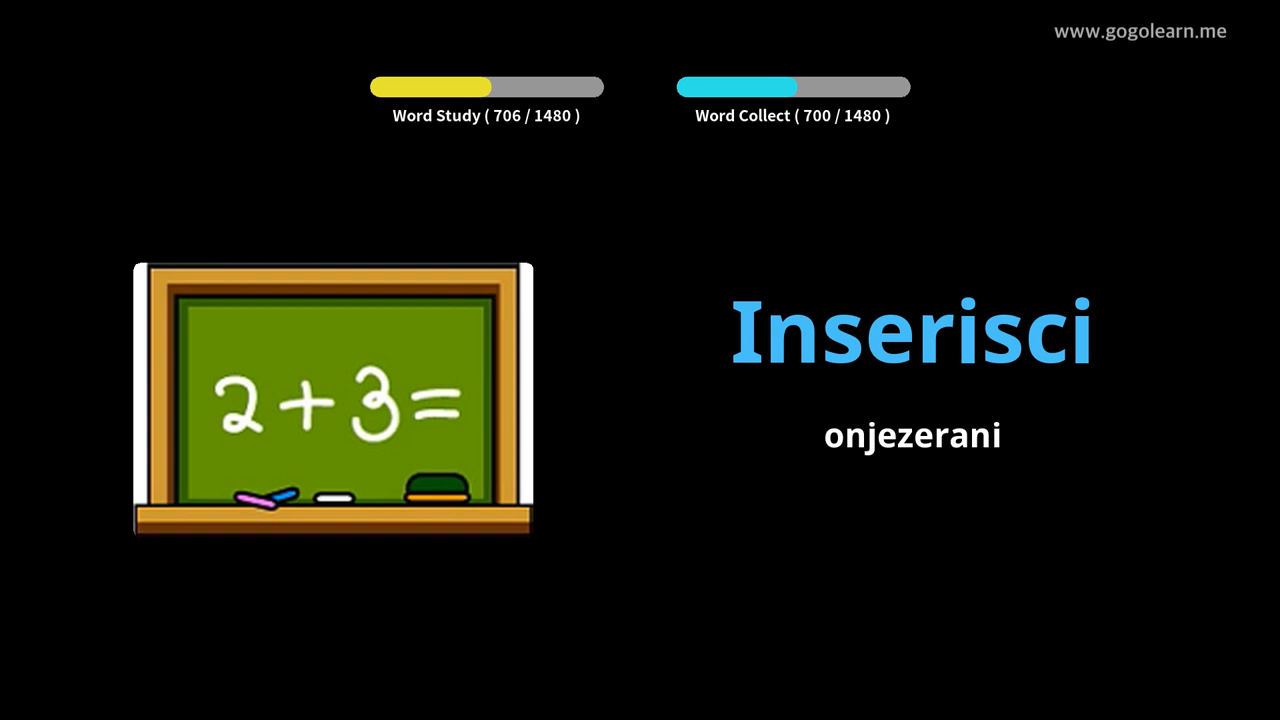 www.gogolearn.me
Word Study ( 706 / 1480 )
Word Collect ( 700 / 1480 )
2+3=
Inserisci
onjezerani